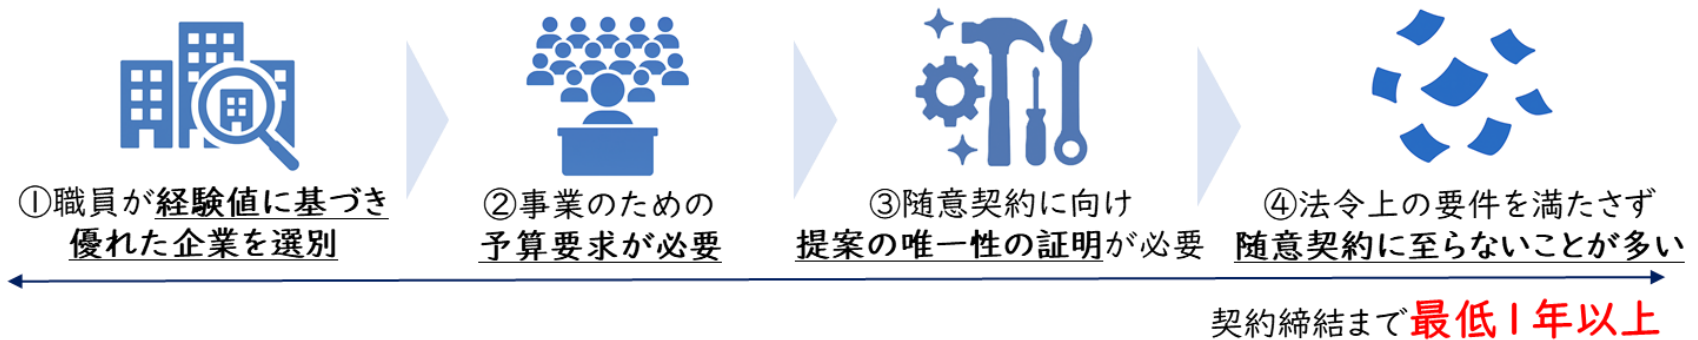 ①職員が経験値に基づき
優れた企業を選別
②事業のための
予算要求が必要
③随意契約に向け
提案の唯一性の証明が必要
④法令上の要件を満たさず
随意契約に至らないことが多い
契約締結まで最低1年以上